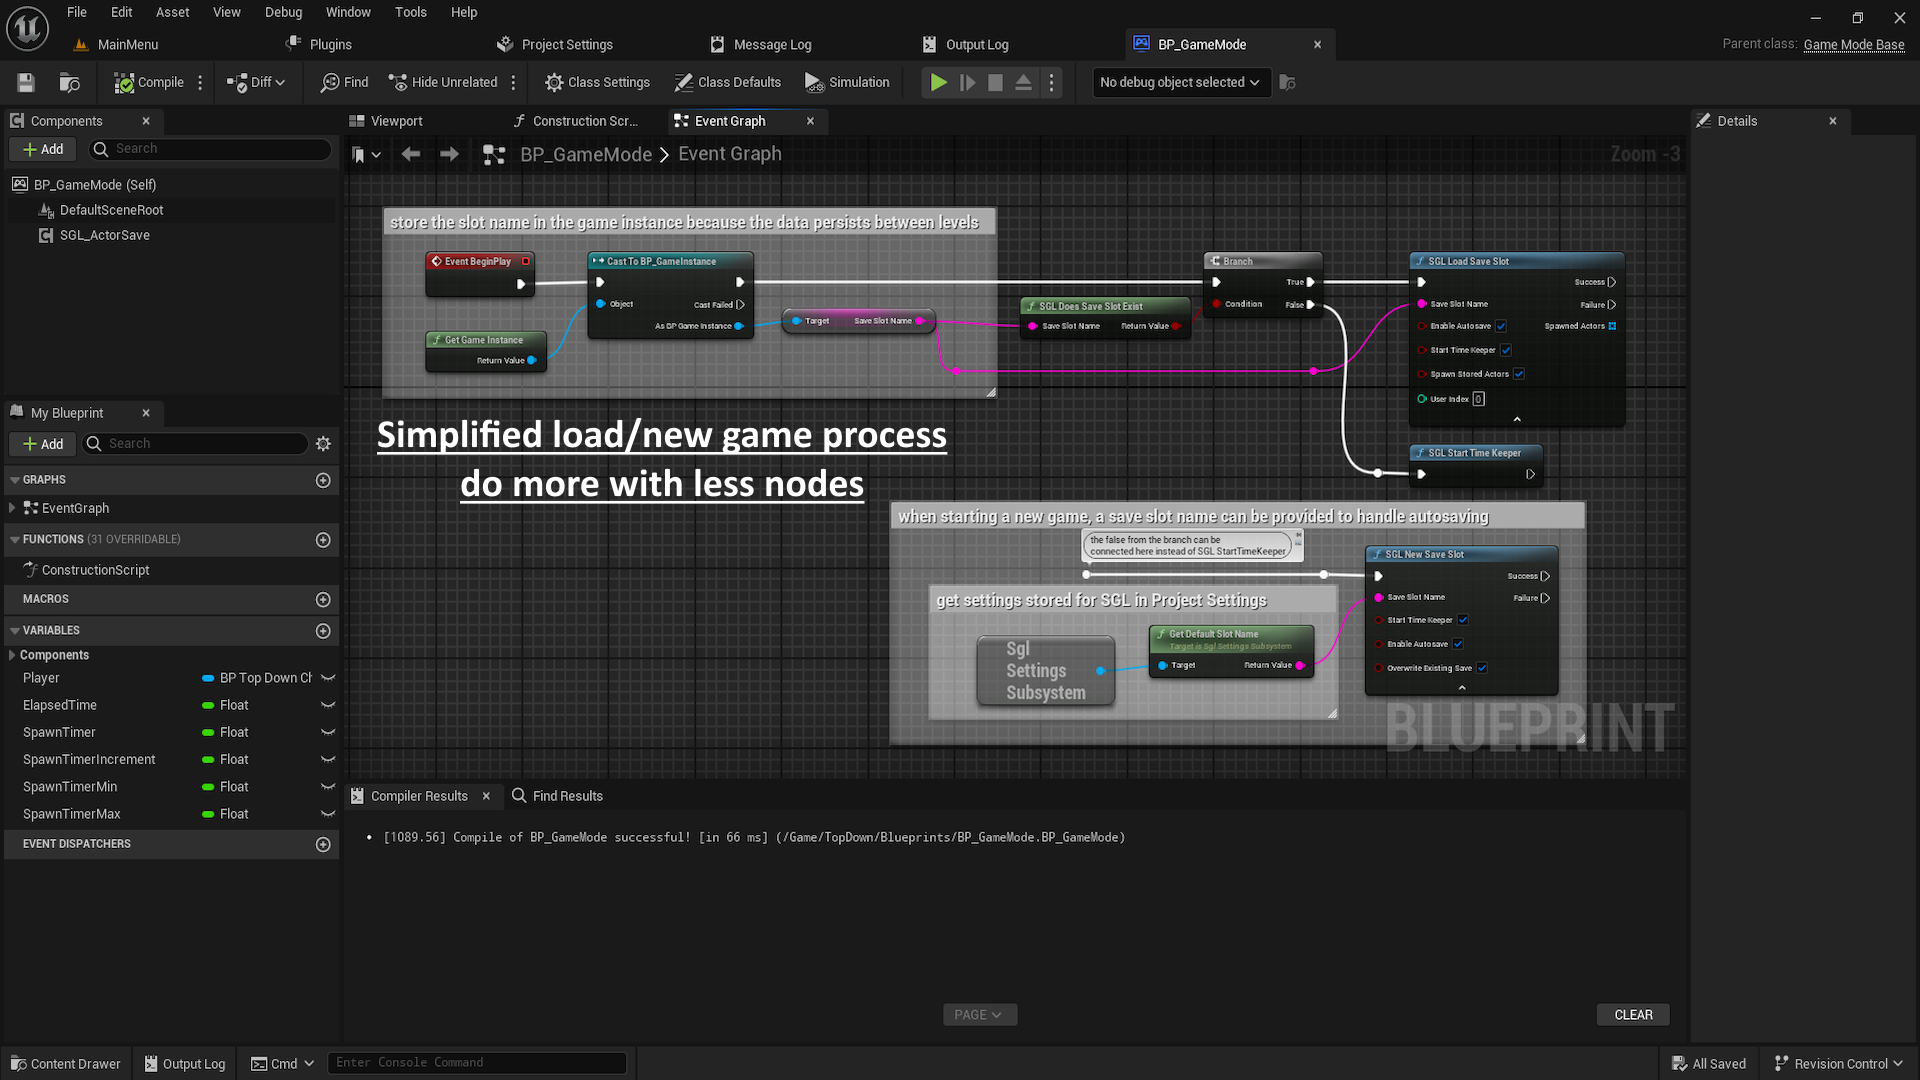 File Edit Asset View Debug Window Tools Help
MainMenu Plugins Project Settings Message Log Output Log BP_GameMode Parent class: Game Mode Base
Compile Diff Find Hide Unrelated Class Settings Class Defaults Simulation No debug object selected
Components
Add Search
BP_GameMode (Self)
DefaultSceneRoot
SGL_ActorSave
My Blueprint
Add Search
GRAPHS
EventGraph
FUNCTIONS (31 OVERRIDABLE)
ConstructionScript
MACROS
VARIABLES
Components
Player BP Top Down Ch
ElapsedTime Float
SpawnTimer Float
SpawnTimerIncrement Float
SpawnTimerMin Float
SpawnTimerMax Float
EVENT DISPATCHERS
Viewport Construction Scr... Event Graph
BP_GameMode > Event Graph Zoom -3
store the slot name in the game instance because the data persists between levels
Event BeginPlay
Get Game Instance
Return Value
Cast To BP_GameInstance
Object Cast Failed
As BP Game Instance
Target Save Slot Name
SGL Does Save Slot Exist
Save Slot Name Return Value
Branch
True
Condition False
SGL Load Save Slot
Success
Save Slot Name Failure
Enable Autosave Spawned Actors
Start Time Keeper
Spawn Stored Actors
User Index 0
SGL Start Time Keeper
Simplified load/new game process
do more with less nodes
when starting a new game, a save slot name can be provided to handle autosaving
the false from the branch can be
connected here instead of SGL StartTimeKeeper
get settings stored for SGL in Project Settings
Sgl
Settings
Subsystem
Get Default Slot Name
Target is Sgl Settings Subsystem
Target Return Value
SGL New Save Slot
Success
Save Slot Name Failure
Start Time Keeper
Enable Autosave
Overwrite Existing Save
BLUEPRINT
Details
Compiler Results Find Results
• [1089.56] Compile of BP_GameMode successful! [in 66 ms] (/Game/TopDown/Blueprints/BP_GameMode.BP_GameMode)
PAGE CLEAR
Content Drawer Output Log Cmd Enter Console Command All Saved Revision Control